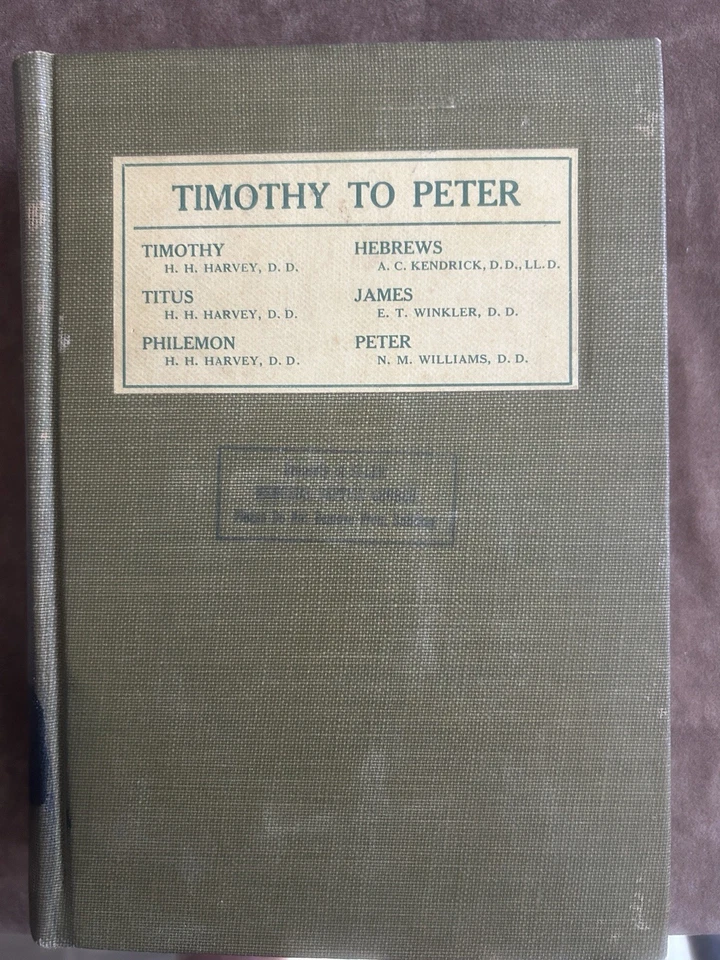 TIMOTHY TO PETER
TIMOTHY
H. H. HARVEY, D. D.
TITUS
H. H. HARVEY, D. D.
PHILEMON
H. H. HARVEY, D. D.
HEBREWS
A. C. KENDRICK, D.D., LL.D.
JAMES
E. T. WINKLER, D. D.
PETER
N. M. WILLIAMS, D. D.